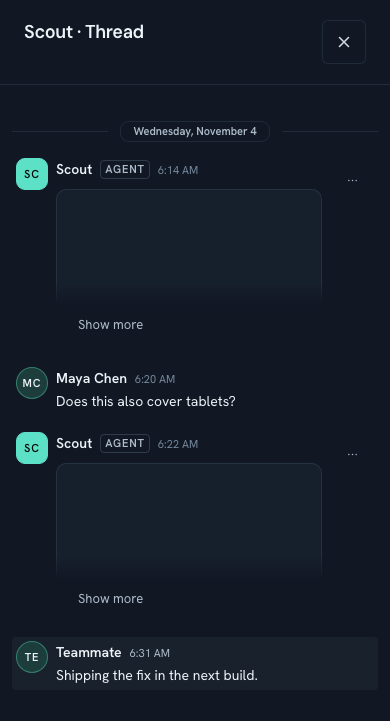 Scout · Thread
Wednesday, November 4
SC
Scout AGENT 6:14 AM
...
Show more
MC
Maya Chen 6:20 AM
Does this also cover tablets?
SC
Scout AGENT 6:22 AM
...
Show more
TE
Teammate 6:31 AM
Shipping the fix in the next build.